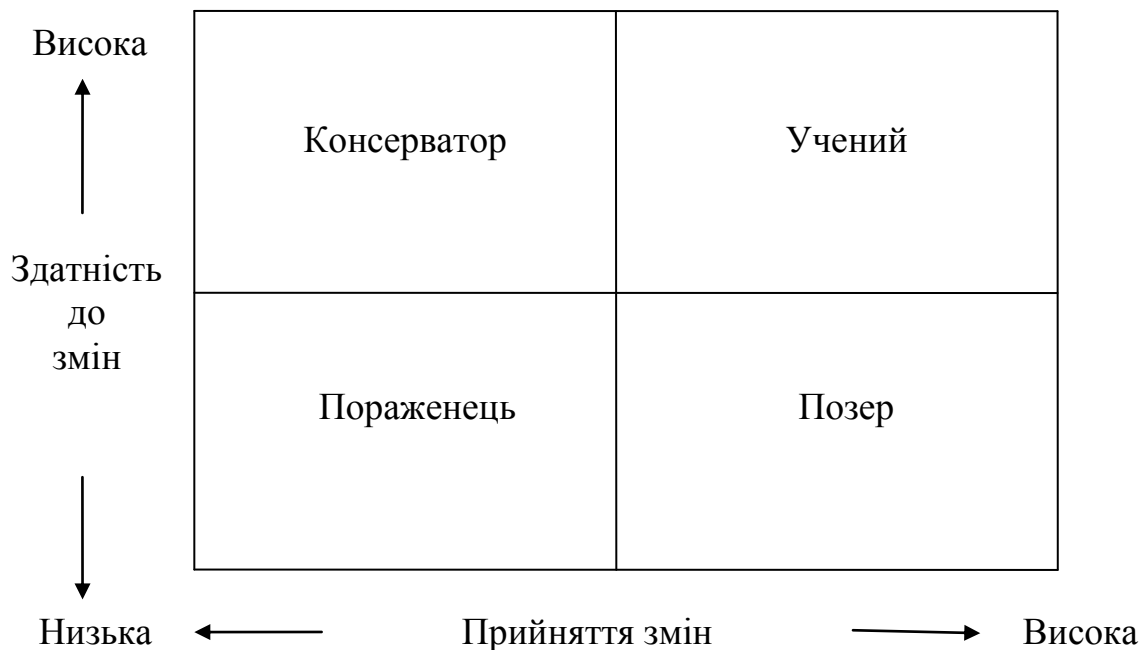 Висока
Консерватор Учений
Здатність
до
змін
Пораженець Позер
Низька Прийняття змін Висока